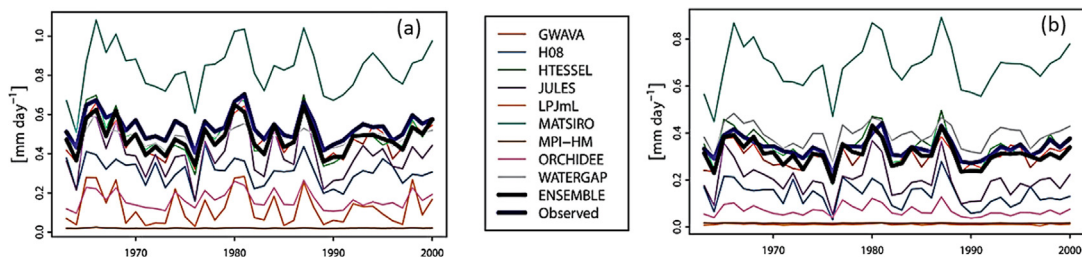 (a)
[mm day⁻¹]
1.0
0.8
0.6
0.4
0.2
0.0
1970 1980 1990 2000
GWAVA
H08
HTESSEL
JULES
LPJmL
MATSIRO
MPI-HM
ORCHIDEE
WATERGAP
ENSEMBLE
Observed
(b)
[mm day⁻¹]
0.8
0.6
0.4
0.2
0.0
1970 1980 1990 2000